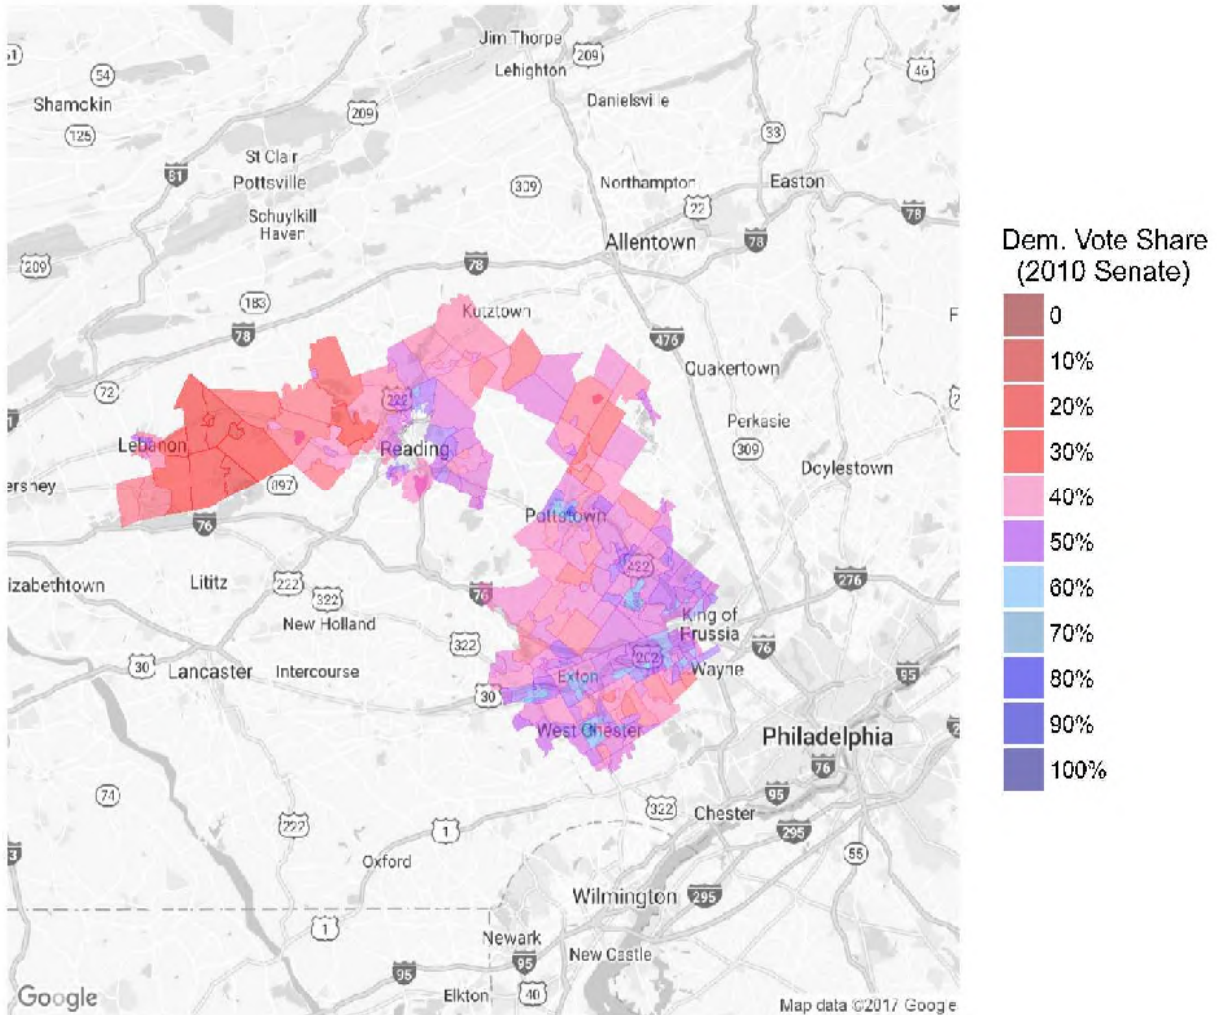 Jim Thorpe
209
51
54
Lehighton
46
Shamokin
Danielsville
209
125
33
St Clair
81
Pottsville
309
Northampton
Easton
22
Schuylkill
Haven
78
Allentown
78
209
78
Dem. Vote Share
(2010 Senate)
183
0
Kutztown
F
78
476
10%
Quakertown
72
20%
222
Perkasie
30%
Lebanon
Reading
309
Doylestown
40%
ershey
897
Pottstown
76
50%
422
lizabethtown
Lititz
222
322
76
276
60%
New Holland
King of
Prussia
322
76
70%
30
Lancaster
Intercourse
202
Wayne
Exton
95
80%
30
West Chester
Philadelphia
90%
76
100%
74
95
322
Chester
222
1
295
55
Oxford
Wilmington
295
1
Newark
95
New Castle
95
Google
Elkton
40
Map data ©2017 Google